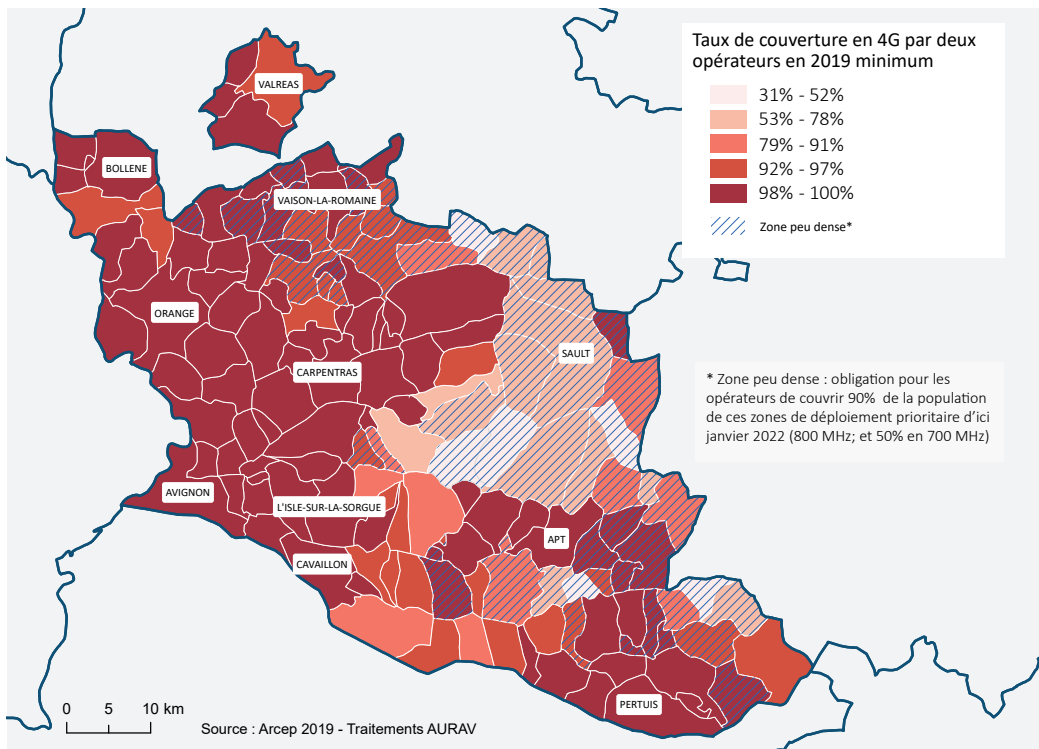 Taux de couverture en 4G par deux
opérateurs en 2019 minimum
31% - 52%
53% - 78%
79% - 91%
92% - 97%
98% - 100%
Zone peu dense*
VALREAS
BOLLENE
VAISON-LA-ROMAINE
ORANGE
SAULT
CARPENTRAS
* Zone peu dense : obligation pour les
opérateurs de couvrir 90% de la population
de ces zones de déploiement prioritaire d'ici
janvier 2022 (800 MHz; et 50% en 700 MHz)
AVIGNON
L'ISLE-SUR-LA-SORGUE
APT
CAVAILLON
PERTUIS
0 5 10 km
Source : Arcep 2019 - Traitements AURAV